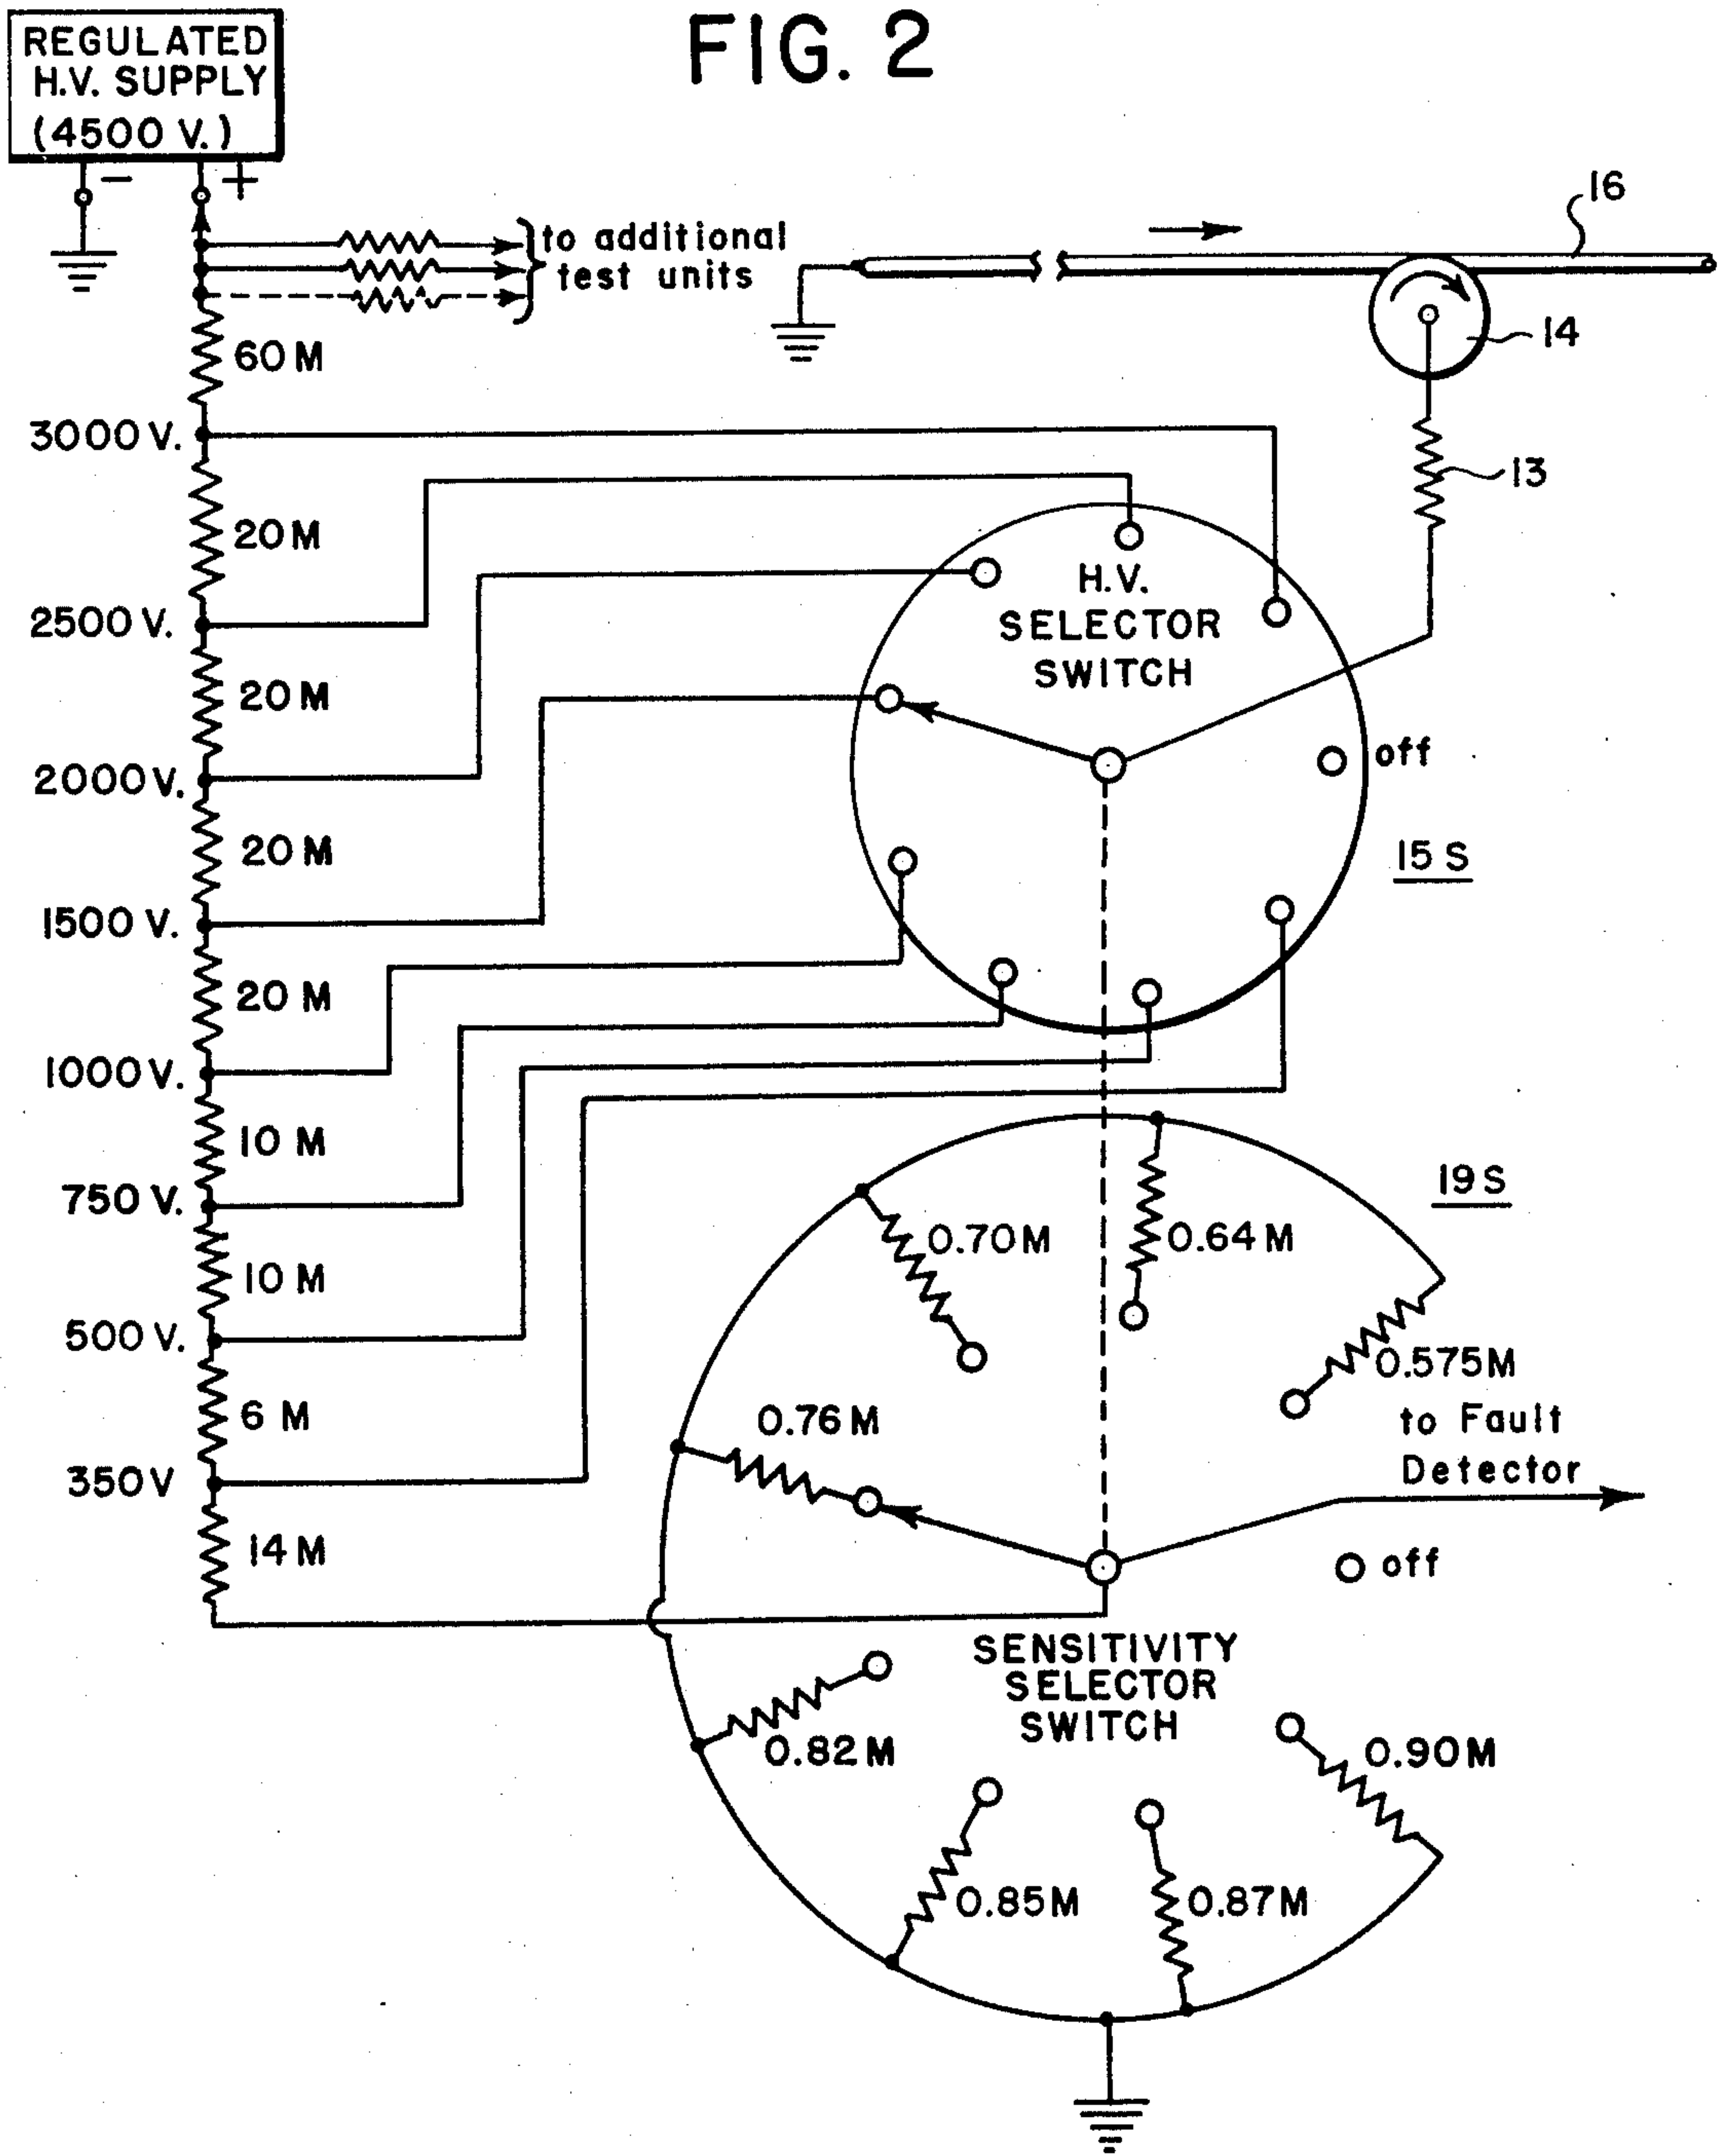 FIG. 2
REGULATED
H.V. SUPPLY
(4500 V.)
− +
to additional
test units
16
14
13
60 M
3000 V.
20 M
2500 V.
20 M
2000 V.
20 M
1500 V.
20 M
1000 V.
10 M
750 V.
10 M
500 V.
6 M
350 V
14 M
H.V.
SELECTOR
SWITCH
off
15 S
19 S
0.70 M
0.64 M
0.575 M
0.76 M
to Fault
Detector
off
SENSITIVITY
SELECTOR
SWITCH
0.82 M
0.90 M
0.85 M
0.87 M